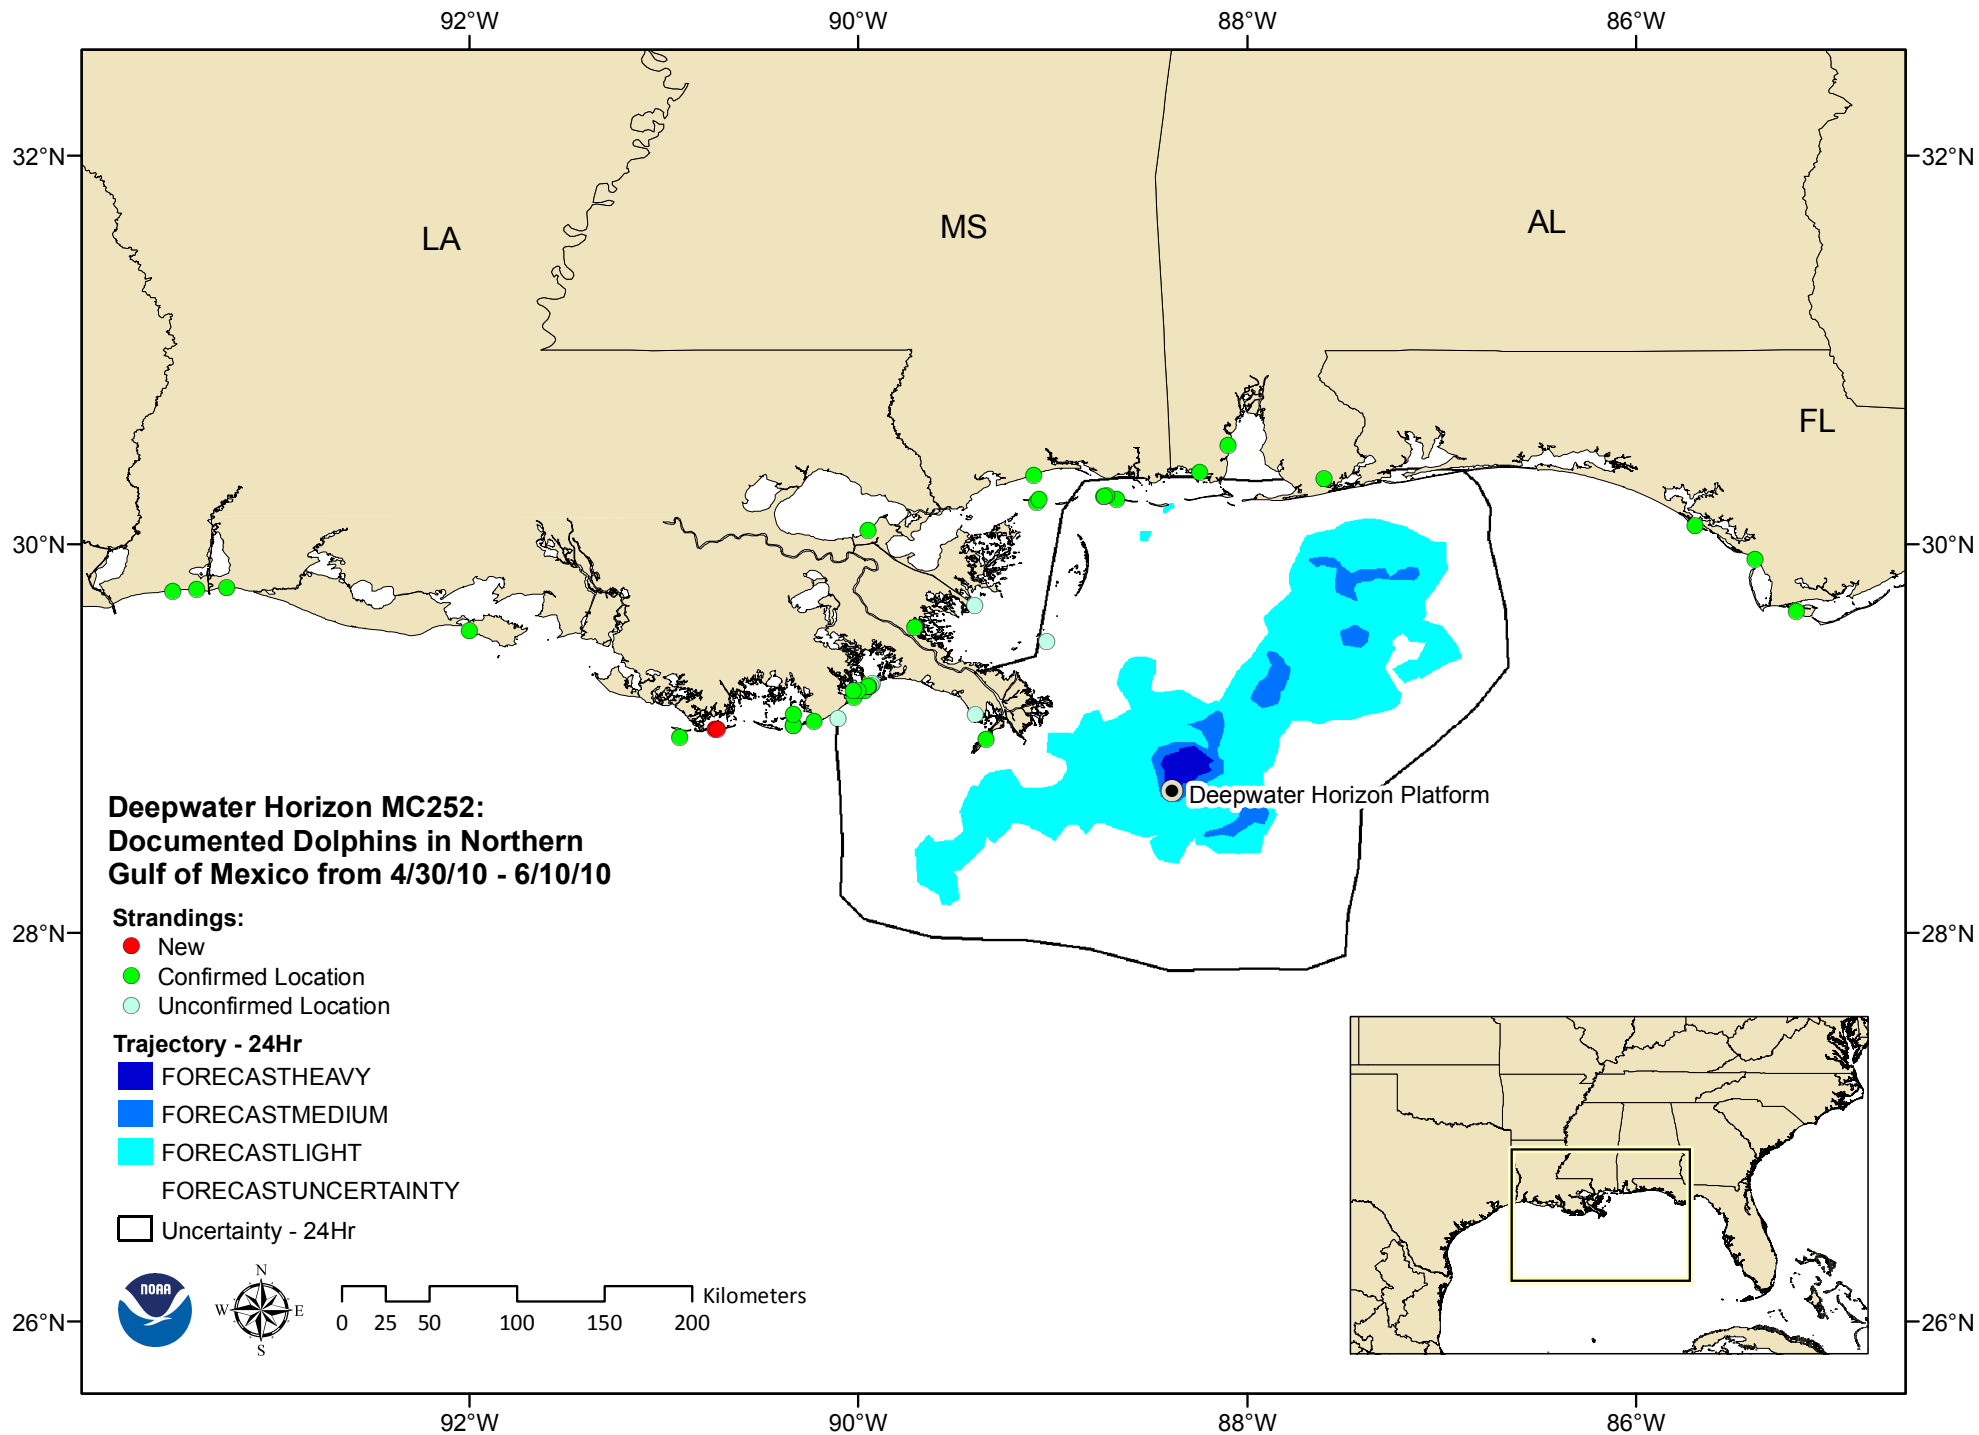 92°W 90°W 88°W 86°W
32°N 32°N
LA MS AL
FL
30°N 30°N
Deepwater Horizon Platform
Deepwater Horizon MC252:
Documented Dolphins in Northern
Gulf of Mexico from 4/30/10 - 6/10/10
Strandings:
28°N 28°N
New
Confirmed Location
Unconfirmed Location
Trajectory - 24Hr
FORECASTHEAVY
FORECASTMEDIUM
FORECASTLIGHT
FORECASTUNCERTAINTY
Uncertainty - 24Hr
NOAA
N
W E
S
Kilometers
0 25 50 100 150 200
26°N 26°N
92°W 90°W 88°W 86°W